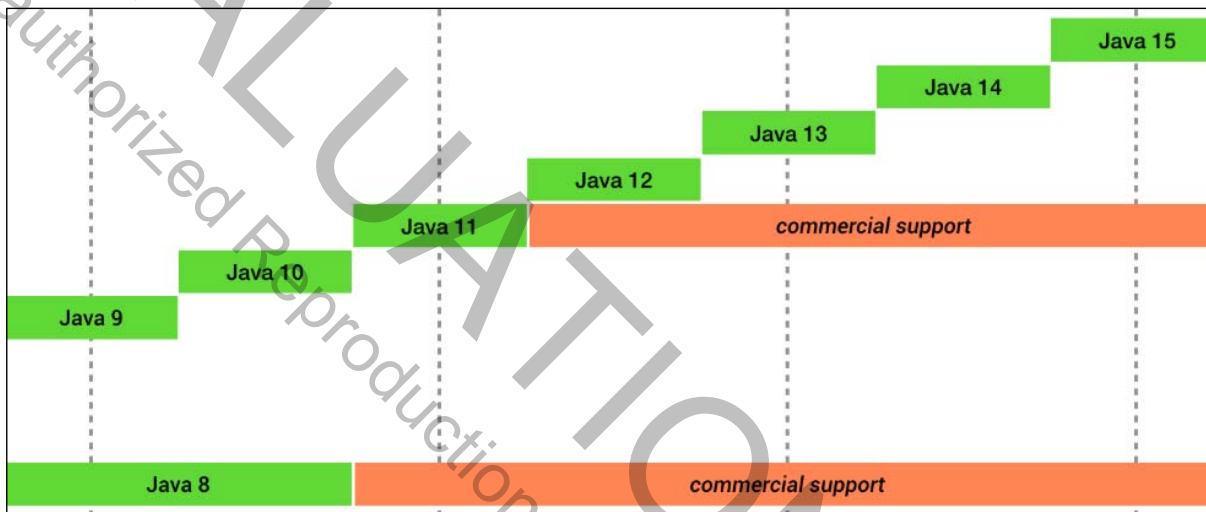 Java 15
Java 14
Java 13
Java 12
Java 11
commercial support
Java 10
Java 9
Java 8
commercial support
authorized Reproduction
ALUATION